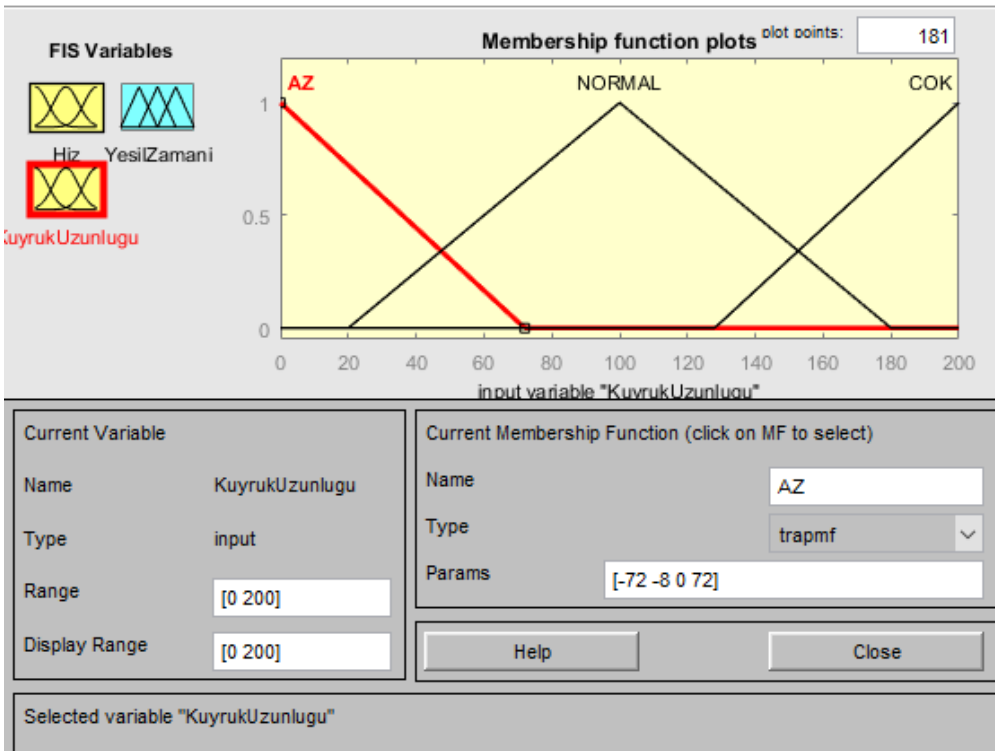 FIS Variables
Membership function plots
plot points:
181
Hiz
YesilZamani
KuyrukUzunlugu
AZ
NORMAL
COK
1
0.5
0
0 20 40 60 80 100 120 140 160 180 200
input variable "KuyrukUzunlugu"
Current Variable
Name KuyrukUzunlugu
Type input
Range [0 200]
Display Range [0 200]
Current Membership Function (click on MF to select)
Name AZ
Type trapmf
Params [-72 -8 0 72]
Help
Close
Selected variable "KuyrukUzunlugu"